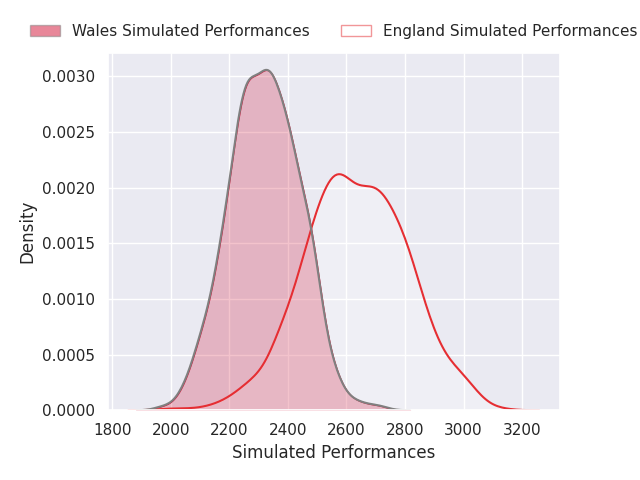 Wales Simulated Performances England Simulated Performances
0.0030
0.0025
0.0020
0.0015
0.0010
0.0005
0.0000
Density
1800 2000 2200 2400 2600 2800 3000 3200
Simulated Performances